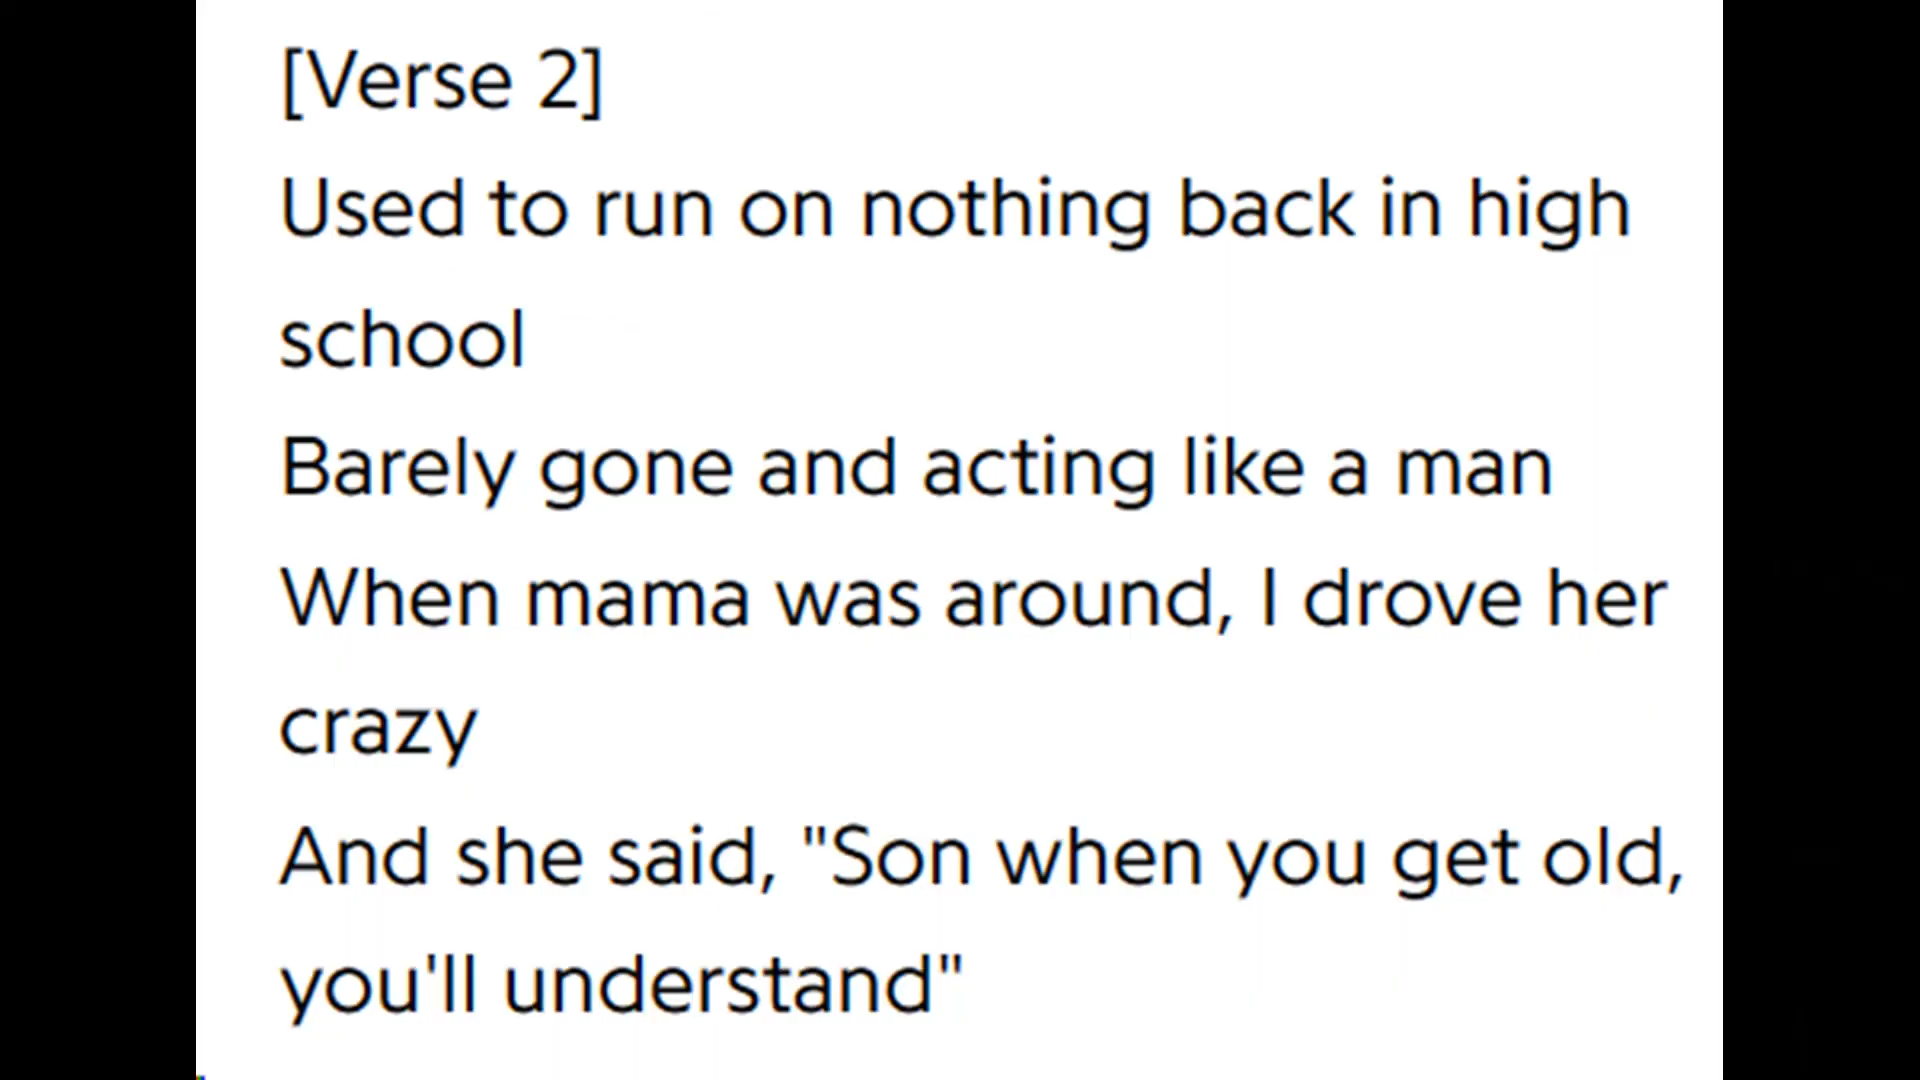 [Verse 2]
Used to run on nothing back in high
school
Barely gone and acting like a man
When mama was around, I drove her
crazy
And she said, "Son when you get old,
you'll understand"